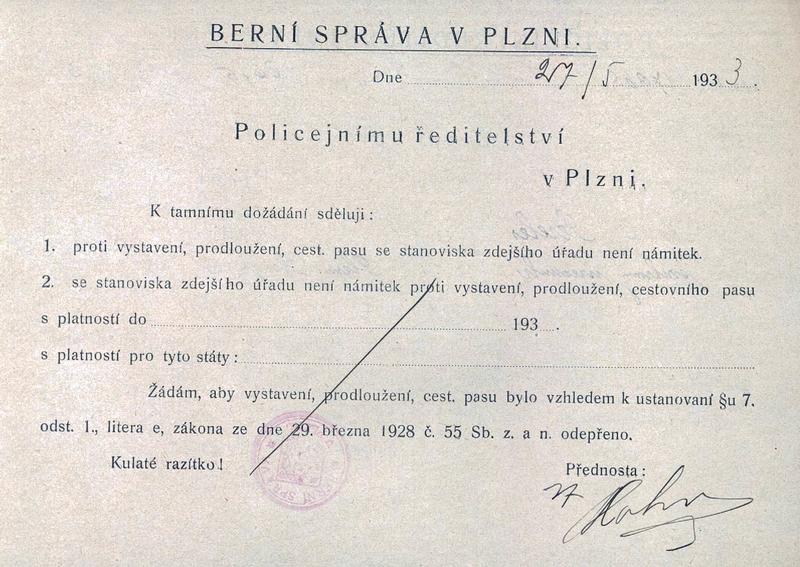 BERNÍ SPRÁVA V PLZNI.
Dne 27/5 1933.
Policejnímu ředitelství
v Plzni.
K tamnímu dožádání sděluji:
1. proti vystavení, prodloužení, cest. pasu se stanoviska zdejšího úřadu není námitek.
2. se stanoviska zdejšího úřadu není námitek proti vystavení, prodloužení, cestovního pasu
s platností do 193 .
s platností pro tyto státy:
Žádám, aby vystavení, prodloužení, cest. pasu bylo vzhledem k ustanovaní §u 7.
odst. 1., litera e, zákona ze dne 29. března 1928 č. 55 Sb. z. a n. odepřeno.
Kulaté razítko!
Přednosta: